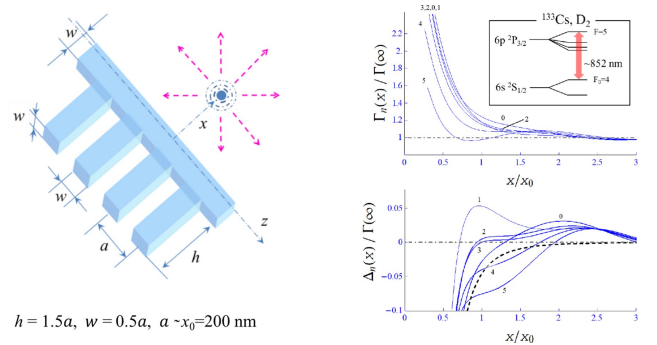 w
w
w
x
z
a
h
h = 1.5a, w = 0.5a, a ~x₀=200 nm
Γₙ(x) / Γ(∞)
2.2
2
1.8
1.6
1.4
1.2
1
3,2,0,1
4
5
0
2
¹³³Cs, D₂
6p ²P₃/₂
F=5
~852 nm
6s ²S₁/₂
F₀=4
0
0.5
1
1.5
2
2.5
3
x/x₀
Δₙ(x) / Γ(∞)
0.05
0
-0.05
-0.1
1
0
2
3
4
5
0
0.5
1
1.5
2
2.5
3
x/x₀